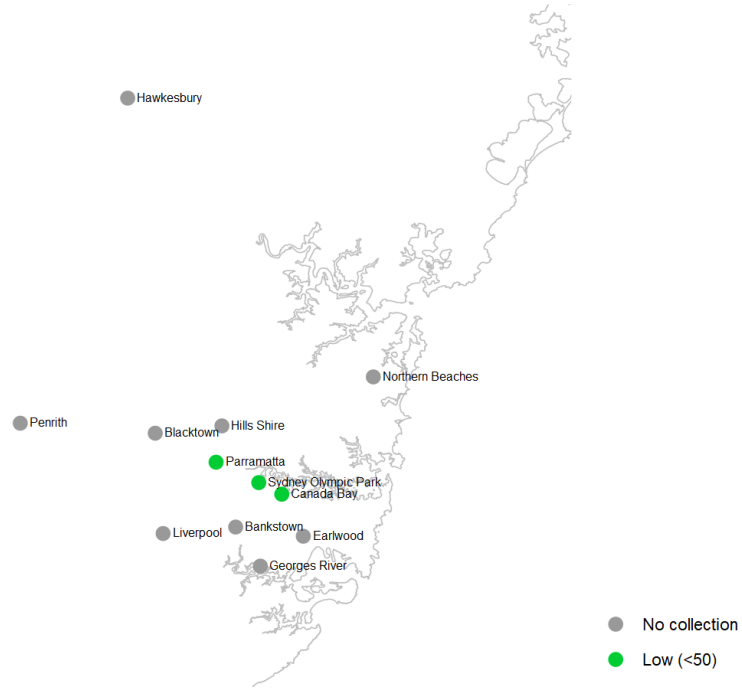 Hawkesbury
Northern Beaches
Penrith
Hills Shire
Blacktown
Parramatta
Sydney Olympic Park
Canada Bay
Bankstown
Liverpool
Earlwood
Georges River
No collection
Low (<50)